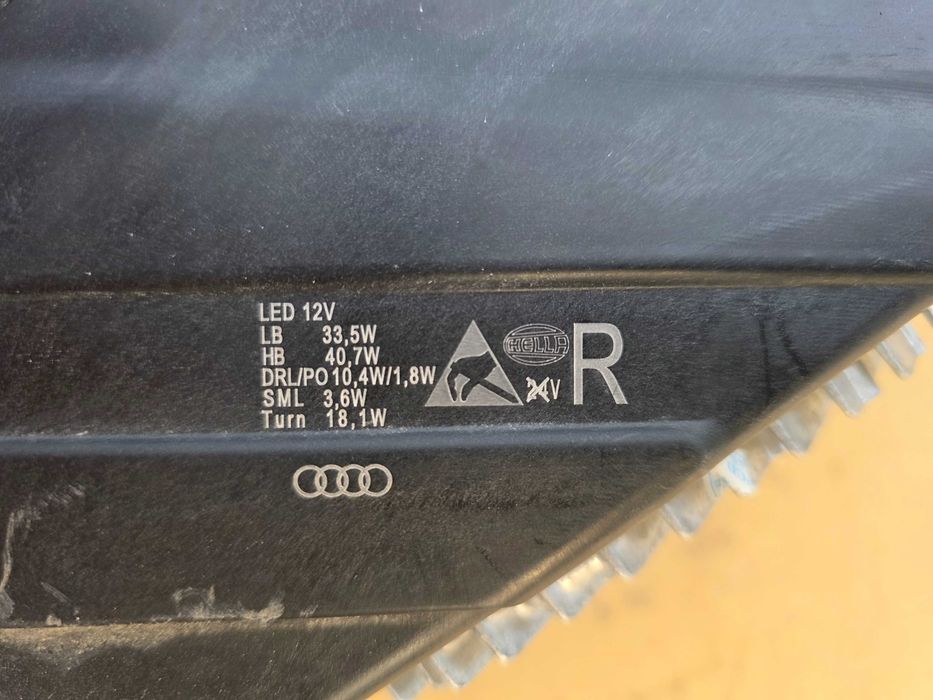 LED 12V
LB 33,5W
HB 40,7W
DRL/PO 10,4W/1,8W
SML 3,6W
Turn 18,1W
HELLA
24V
R